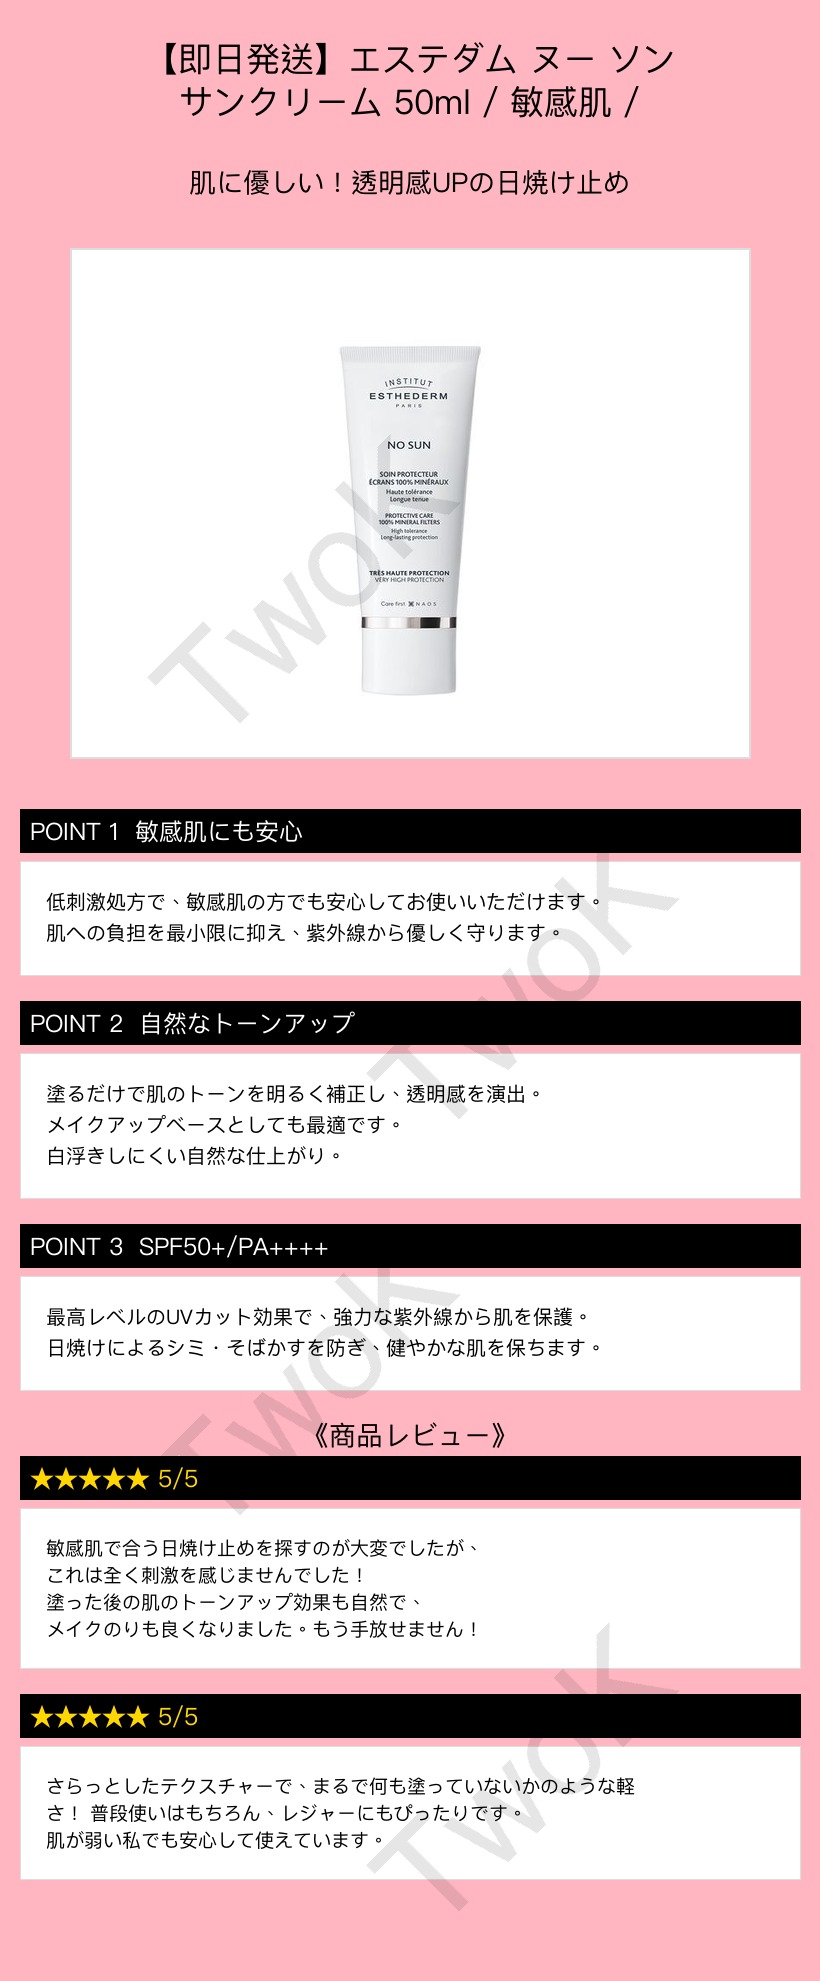 【即日発送】エステダム ヌー ソン
サンクリーム 50ml / 敏感肌 /
肌に優しい！透明感UPの日焼け止め
INSTITUT
ESTHEDERM
PARIS
NO SUN
SOIN PROTECTEUR
ÉCRANS 100% MINÉRAUX
Haute tolérance
Longue tenue
PROTECTIVE CARE
100% MINERAL FILTERS
High tolerance
Long-lasting protection
TRÈS HAUTE PROTECTION
VERY HIGH PROTECTION
Care first NAOS
TwoK
POINT 1 敏感肌にも安心
低刺激処方で、敏感肌の方でも安心してお使いいただけます。
肌への負担を最小限に抑え、紫外線から優しく守ります。
TwoK
POINT 2 自然なトーンアップ
塗るだけで肌のトーンを明るく補正し、透明感を演出。
メイクアップベースとしても最適です。
白浮きしにくい自然な仕上がり。
POINT 3 SPF50+/PA++++
最高レベルのUVカット効果で、強力な紫外線から肌を保護。
日焼けによるシミ・そばかすを防ぎ、健やかな肌を保ちます。
TwoK
《商品レビュー》
★★★★★ 5/5
敏感肌で合う日焼け止めを探すのが大変でしたが、
これは全く刺激を感じませんでした！
塗った後の肌のトーンアップ効果も自然で、
メイクのりも良くなりました。もう手放せません！
★★★★★ 5/5
さらっとしたテクスチャーで、まるで何も塗っていないかのような軽
さ！ 普段使いはもちろん、レジャーにもぴったりです。
肌が弱い私でも安心して使えています。
TwoK